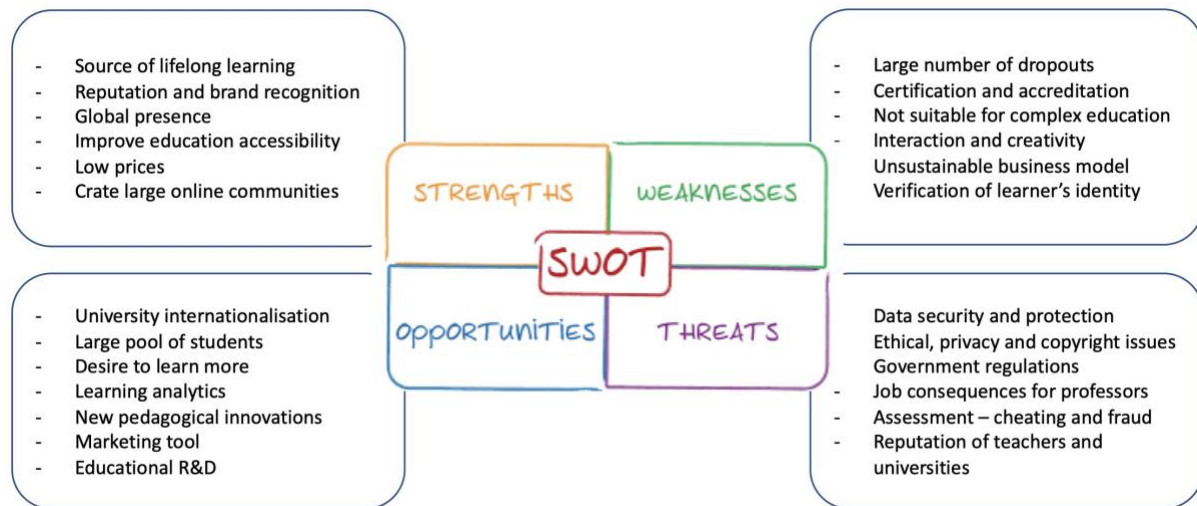 - Source of lifelong learning
- Reputation and brand recognition
- Global presence
- Improve education accessibility
- Low prices
- Crate large online communities
- Large number of dropouts
- Certification and accreditation
- Not suitable for complex education
- Interaction and creativity
Unsustainable business model
Verification of learner's identity
STRENGTHS
WEAKNESSES
SWOT
OPPORTUNITIES
THREATS
- University internationalisation
- Large pool of students
- Desire to learn more
- Learning analytics
- New pedagogical innovations
- Marketing tool
- Educational R&D
Data security and protection
Ethical, privacy and copyright issues
Government regulations
- Job consequences for professors
- Assessment – cheating and fraud
- Reputation of teachers and
universities